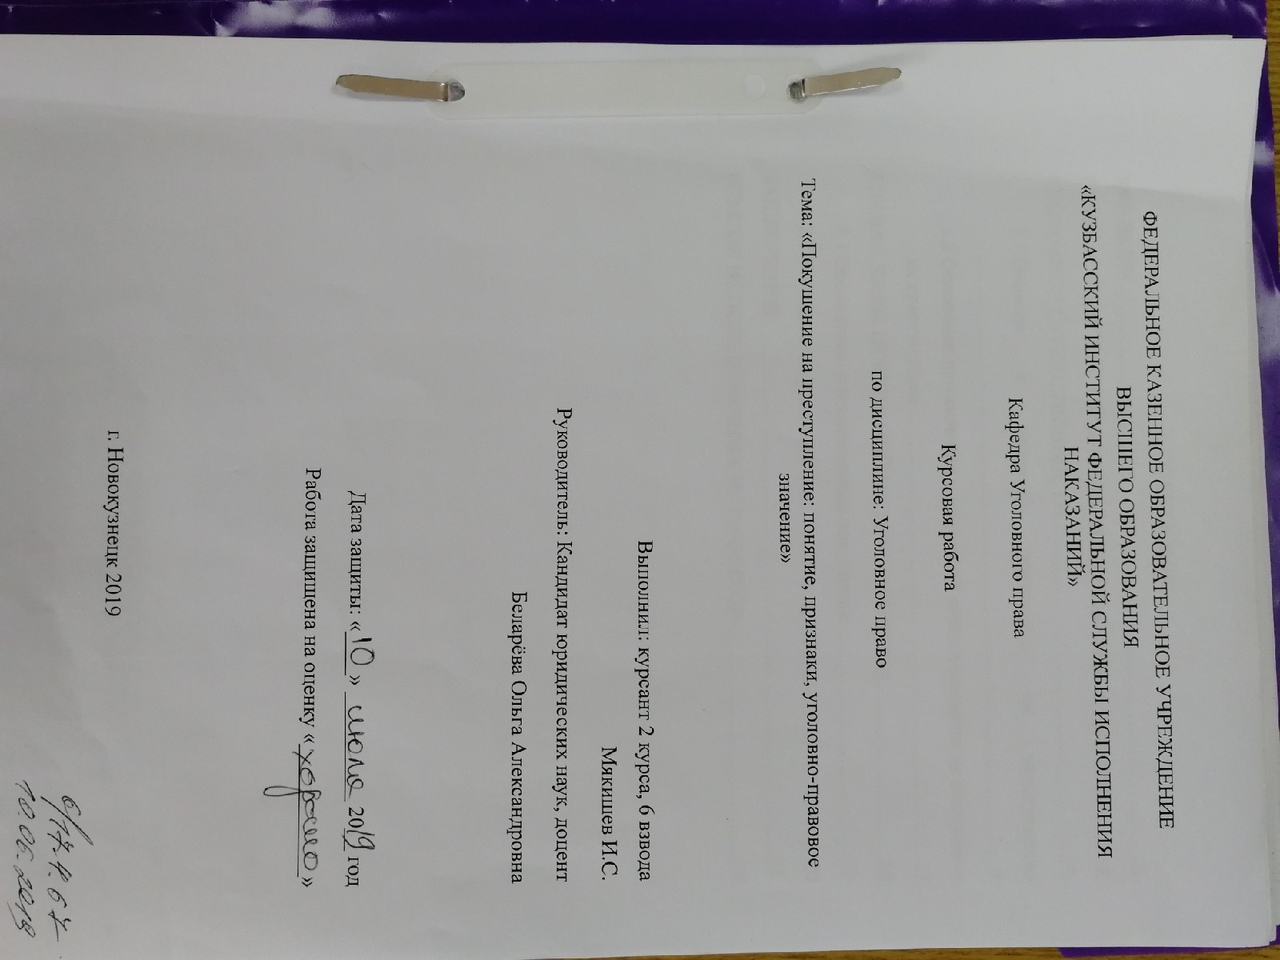 ФЕДЕРАЛЬНОЕ КАЗЕННОЕ ОБРАЗОВАТЕЛЬНОЕ УЧРЕЖДЕНИЕ
ВЫСШЕГО ОБРАЗОВАНИЯ
«КУЗБАССКИЙ ИНСТИТУТ ФЕДЕРАЛЬНОЙ СЛУЖБЫ ИСПОЛНЕНИЯ
НАКАЗАНИЙ»
Кафедра Уголовного права
Курсовая работа
по дисциплине: Уголовное право
Тема: «Покушение на преступление: понятие, признаки, уголовно-правовое
значение»
Выполнил: курсант 2 курса, 6 взвода
Мякишев И.С.
Руководитель: Кандидат юридических наук, доцент
Беларёва Ольга Александровна
Дата защиты: «10» июля 2019 год
Работа защищена на оценку «хорошо»
г. Новокузнецк 2019
10.06.2019